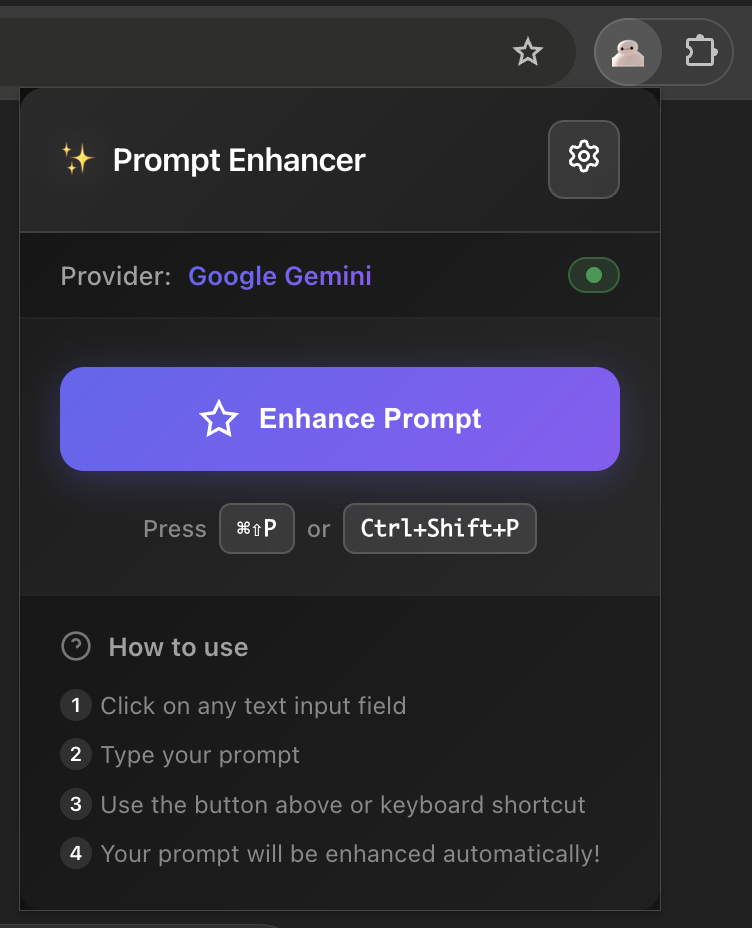 Prompt Enhancer
Provider: Google Gemini
Enhance Prompt
Press ⌘⇧P or Ctrl+Shift+P
How to use
1 Click on any text input field
2 Type your prompt
3 Use the button above or keyboard shortcut
4 Your prompt will be enhanced automatically!